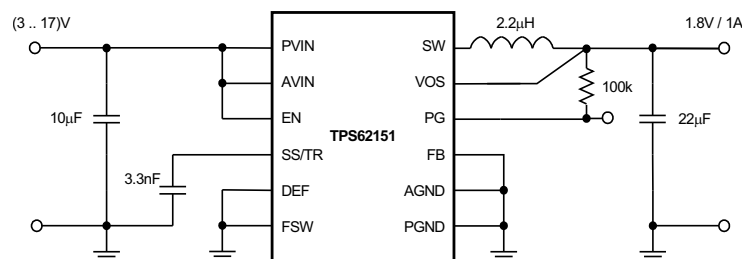 (3 .. 17)V
2.2µH
1.8V / 1A
PVIN
SW
AVIN
VOS
100k
10µF
EN
PG
22µF
TPS62151
SS/TR
FB
3.3nF
DEF
AGND
FSW
PGND